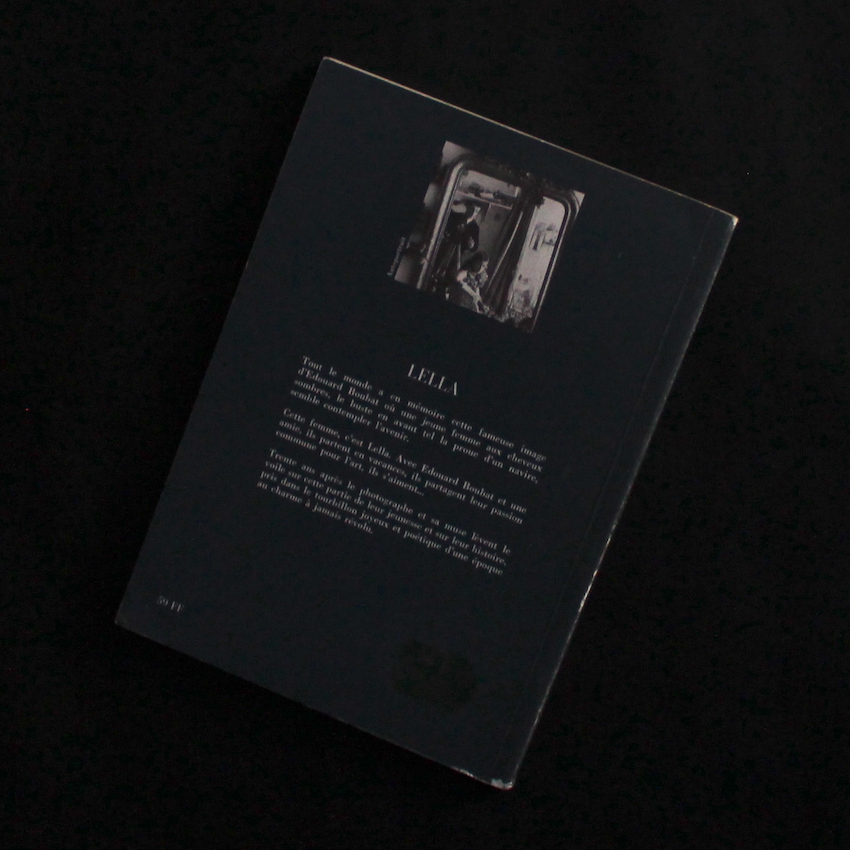 LELLA
Tout le monde a en mémoire cette fameuse image
d'Edouard Boubat où une jeune femme aux cheveux
sombres, le buste en avant tel la proue d'un navire,
semble contempler l'avenir.
Cette femme, c'est Lella. Avec Edouard Boubat et une
amie, ils partent en vacances, ils partagent leur passion
commune pour l'art, ils s'aiment...
Trente ans après le photographe et sa muse lèvent le
voile sur cette partie de leur jeunesse et sur leur histoire,
pris dans le tourbillon joyeux et poétique d'une époque
au charme à jamais révolu.
59 FF